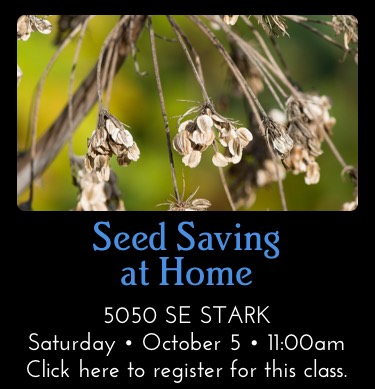 Seed Saving
at Home
5050 SE STARK
Saturday • October 5 • 11:00am
Click here to register for this class.